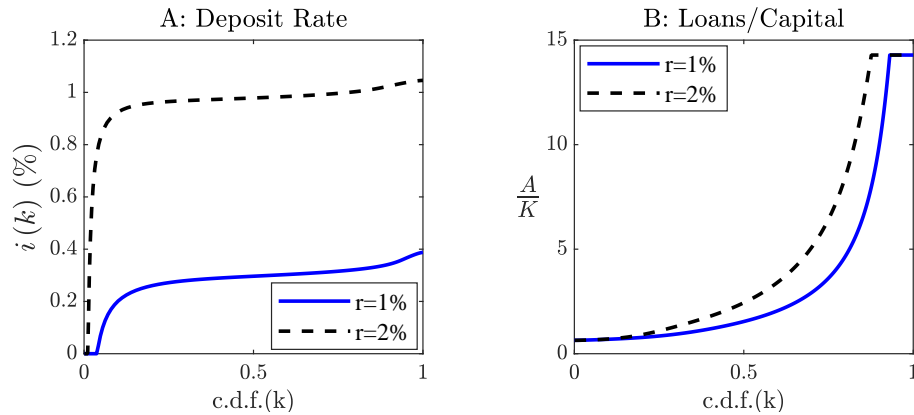 A: Deposit Rate
1.2
1
0.8
0.6
0.4
0.2
0
i (k) (%)
r=1%
r=2%
0
0.5
1
c.d.f.(k)
B: Loans/Capital
15
10
5
0
A
K
r=1%
r=2%
0
0.5
1
c.d.f.(k)